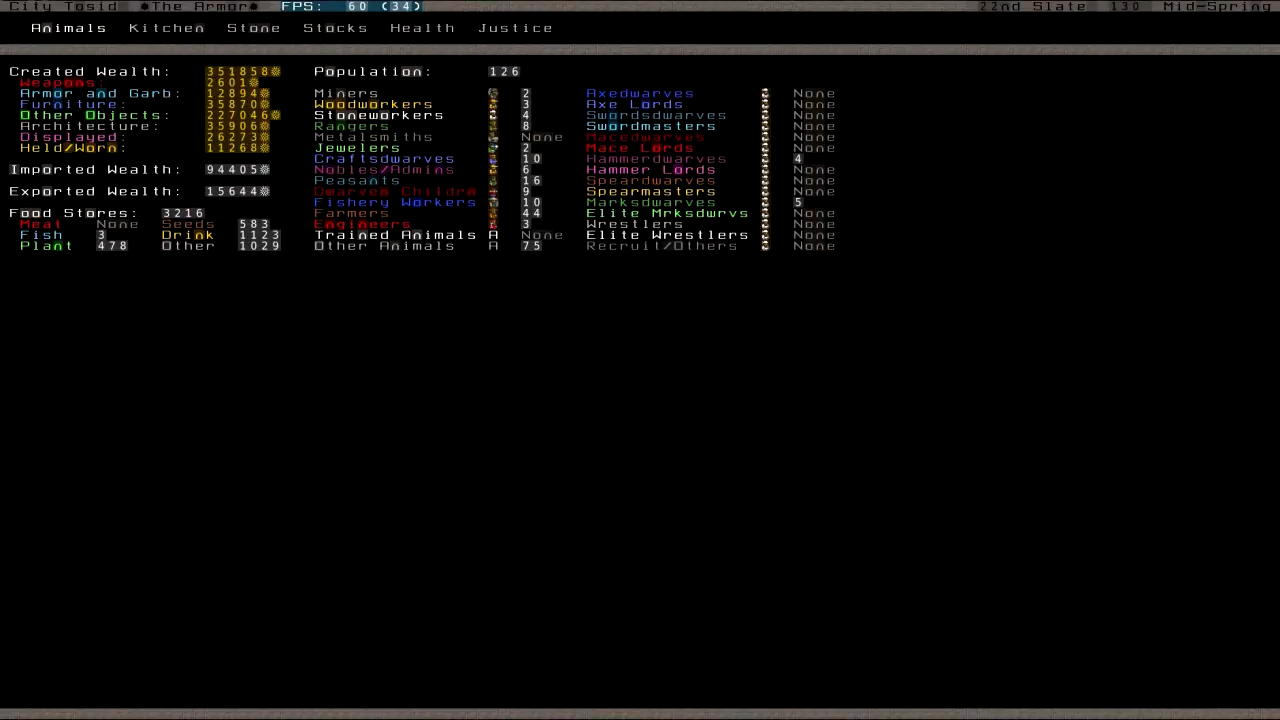 City Tosid ☼The Armor☼ FPS: 60 (34) 22nd Slate 130 Mid-Spring
Animals Kitchen Stone Stocks Health Justice
Created Wealth: 351858☼
Weapons: 2601☼
Armor and Garb: 12894☼
Furniture: 35870☼
Other Objects: 227046☼
Architecture: 35906☼
Displayed: 26273☼
Held/Worn: 11268☼
Imported Wealth: 94405☼
Exported Wealth: 15644☼
Food Stores: 3216
Meat None Seeds 583
Fish 3 Drink 1123
Plant 478 Other 1029
Population: 126
Miners 2
Woodworkers 3
Stoneworkers 4
Rangers 8
Metalsmiths None
Jewelers 2
Craftsdwarves 10
Nobles/Admins 6
Peasants 16
Dwarven Childrn 9
Fishery Workers 10
Farmers 44
Engineers 3
Trained Animals A None
Other Animals A 75
Axedwarves None
Axe Lords None
Swordsdwarves None
Swordmasters None
Macedwarves None
Mace Lords None
Hammerdwarves 4
Hammer Lords None
Speardwarves None
Spearmasters None
Marksdwarves 5
Elite Mrksdwrvs None
Wrestlers None
Elite Wrestlers None
Recruit/Others None